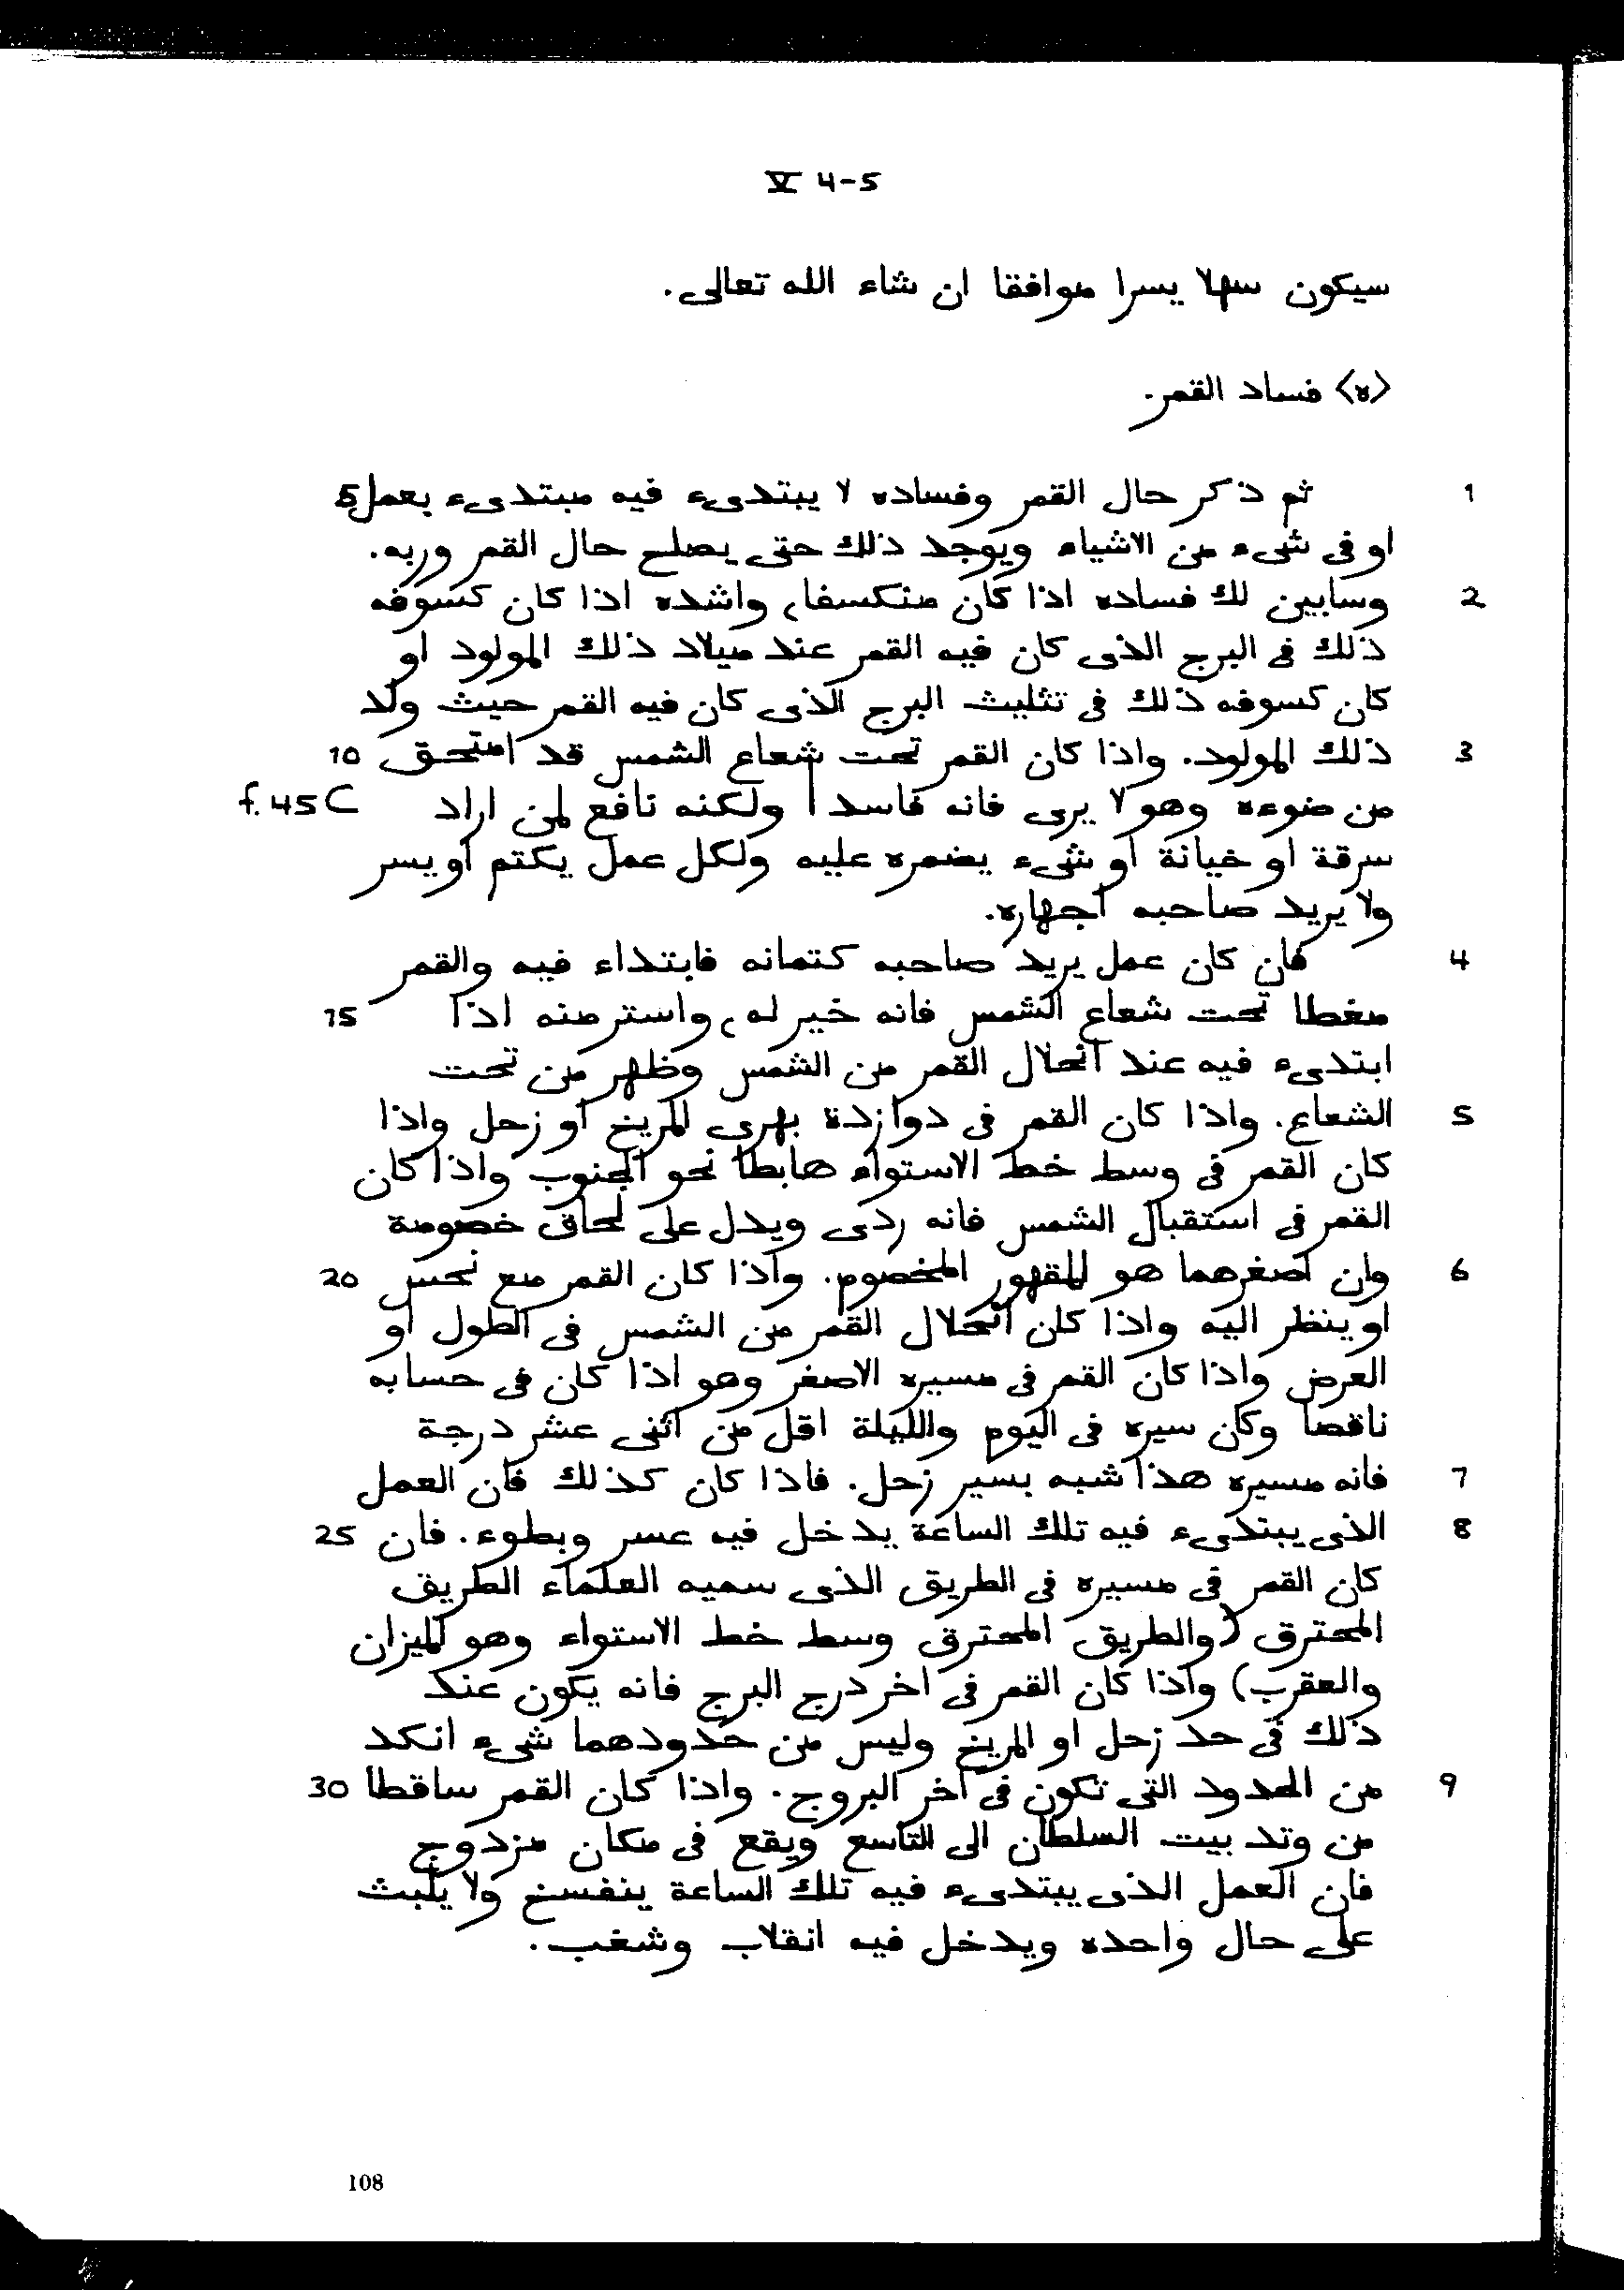 V 4-5
سيكون سهلا يسرا موافقا ان شاء الله تعالى.
<ه> فساد القمر.
1 ثم ذكر حال القمر وفساده لا يبتدىء فيه مبتدىء بعمل 5
او فى شىء من الاشياء ويوجد ذلك حتى يصلح حال القمر وربه.
2 وسابين لك فساده اذا كان منكسفا، واشده اذا كان كسوفه
ذلك فى البرج الذى كان فيه القمر عند ميلاد ذلك المولود او
كان كسوفه ذلك فى تثليث البرج الذى كان فيه القمر حيث ولد
3 ذلك المولود. واذا كان القمر تحت شعاع الشمس قد امتحق 10
من ضوءه وهو لا يرى فانه فاسد | ولكنه نافع لمن اراد f. 45 C
سرقة او خيانة او شىء يضمره عليه ولكل عمل يكتم او يسر
ولا يريد صاحبه اجهاره.
4 فان كان عمل يريد صاحبه كتمانه فابتداء فيه والقمر
مغطا تحت شعاع الشمس فانه خير له، واستر منه اذا 15
ابتدىء فيه عند انحلال القمر من الشمس وظهر من تحت
5 الشعاع. واذا كان القمر فى دوازدة بهرى المريخ او زحل واذا
كان القمر فى وسط خط الاستواء هابطا نحو الجنوب واذا كان
القمر فى استقبال الشمس فانه ردى ويدل على لحاق خصومة
6 وان اصغرهما هو المقهور المخصوم. واذا كان القمر مع نحس 20
او ينظر اليه واذا كان انحلال القمر من الشمس فى الطول او
العرض واذا كان القمر فى مسيره الاصغر وهو اذا كان فى حسابه
ناقصا وكان سيره فى اليوم والليلة اقل من اثنى عشر درجة
7 فانه مسيره هذا شبه بسير زحل. فاذا كان كذلك فان العمل
8 الذى يبتدىء فيه تلك الساعة يدخل فيه عسر وبطوء. فان 25
كان القمر فى مسيره فى الطريق الذى سميه العلماء الطريق
المحترق (والطريق المحترق وسط خط الاستواء وهو الميزان
والعقرب) واذا كان القمر فى اخر درج البرج فانه يكون عند
ذلك فى حد زحل او المريخ وليس من حدودهما شىء انكد
9 من الحدود التى تكون فى اخر البروج. واذا كان القمر ساقطا 30
من وتد بيت السلطان الى التاسع ويقع فى مكان مزدوج
فان العمل الذى يبتدىء فيه تلك الساعة ينفسخ ولا يلبث
على حال واحده ويدخل فيه انقلاب وشغب.
108